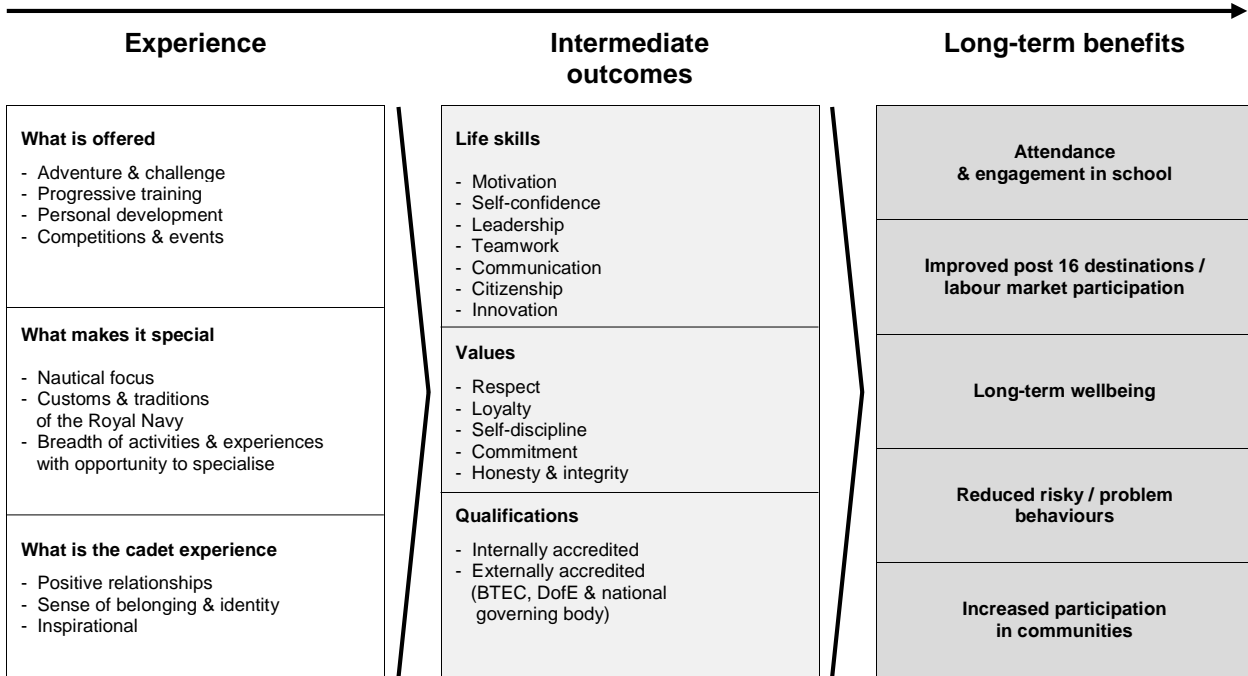 Experience
Intermediate
outcomes
Long-term benefits
What is offered
- Adventure & challenge
- Progressive training
- Personal development
- Competitions & events
What makes it special
- Nautical focus
- Customs & traditions
of the Royal Navy
- Breadth of activities & experiences
with opportunity to specialise
What is the cadet experience
- Positive relationships
- Sense of belonging & identity
- Inspirational
Life skills
- Motivation
- Self-confidence
- Leadership
- Teamwork
- Communication
- Citizenship
- Innovation
Values
- Respect
- Loyalty
- Self-discipline
- Commitment
- Honesty & integrity
Qualifications
- Internally accredited
- Externally accredited
(BTEC, DofE & national
governing body)
Attendance
& engagement in school
Improved post 16 destinations /
labour market participation
Long-term wellbeing
Reduced risky / problem
behaviours
Increased participation
in communities